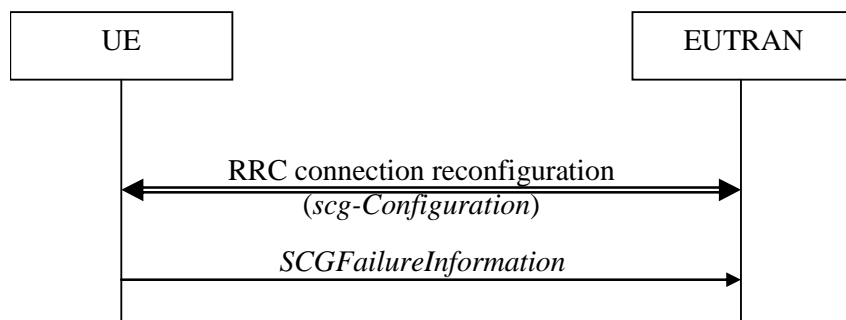 UE
EUTRAN
RRC connection reconfiguration
(scg-Configuration)
SCGFailureInformation